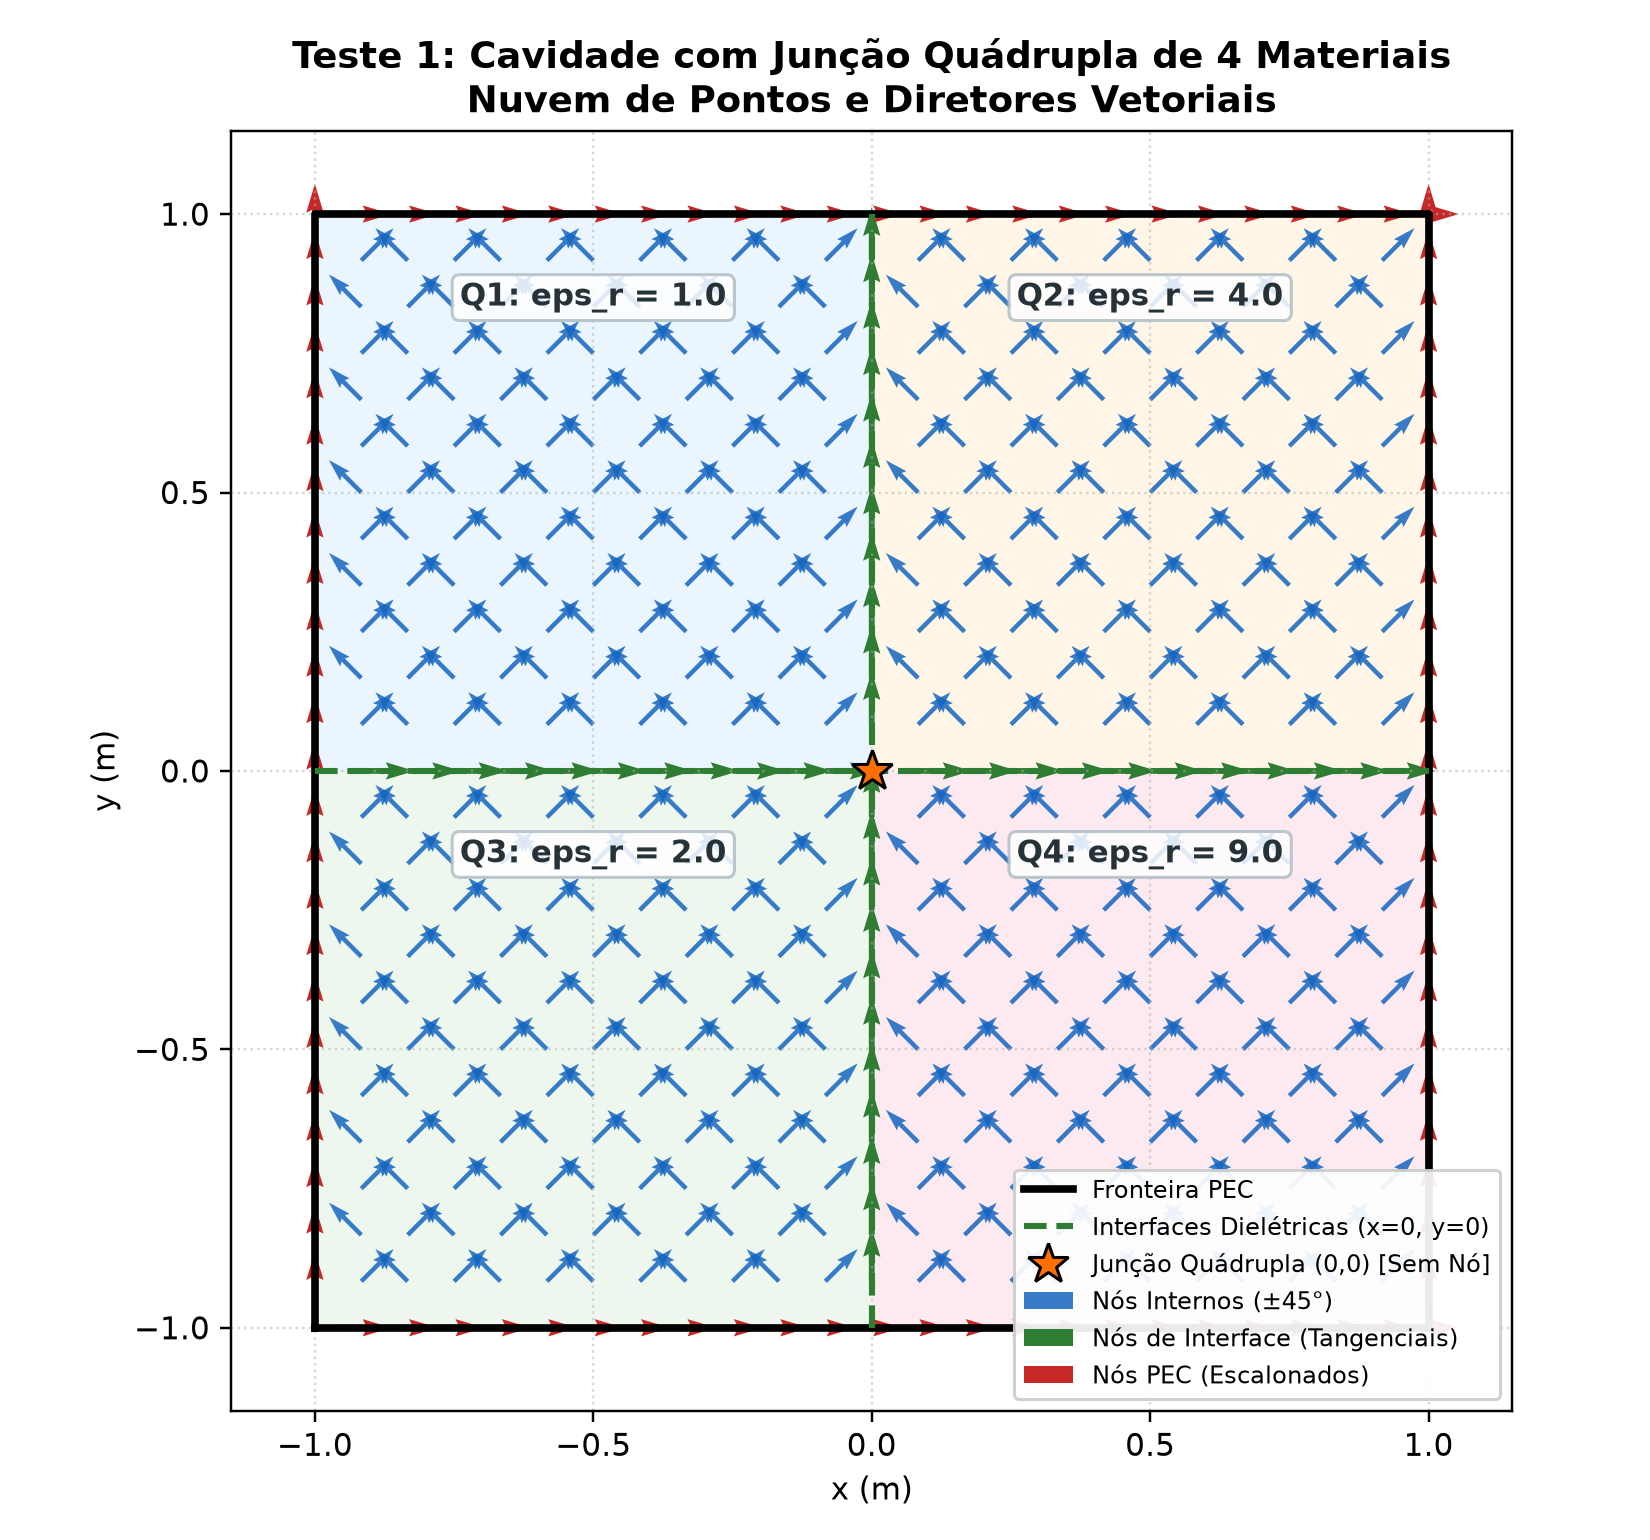 Teste 1: Cavidade com Junção Quádrupla de 4 Materiais
Nuvem de Pontos e Diretores Vetoriais
1.0
0.5
0.0
−0.5
−1.0
y (m)
Q1: eps_r = 1.0
Q2: eps_r = 4.0
Q3: eps_r = 2.0
Q4: eps_r = 9.0
Fronteira PEC
Interfaces Dielétricas (x=0, y=0)
Junção Quádrupla (0,0) [Sem Nó]
Nós Internos (±45°)
Nós de Interface (Tangenciais)
Nós PEC (Escalonados)
−1.0
−0.5
0.0
0.5
1.0
x (m)